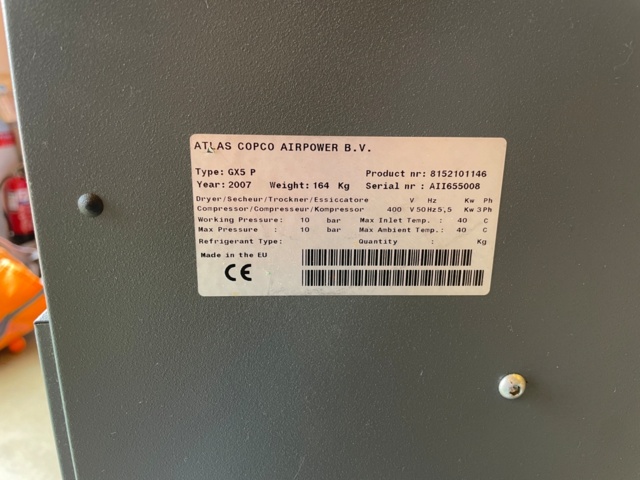 ATLAS COPCO AIRPOWER B.V.
Type: GX5 P Product nr: 8152101146
Year: 2007 Weight: 164 Kg Serial nr : AII655008
Dryer/Secheur/Trockner/Essiccatore V Hz Kw Ph
Compressor/Compresseur/Kompressor 400 V 50 Hz 5,5 Kw 3 Ph
Working Pressure: 10 bar Max Inlet Temp. : 40 C
Max Pressure : 10 bar Max Ambient Temp.: 40 C
Refrigerant Type: Quantity : Kg
Made in the EU
CE